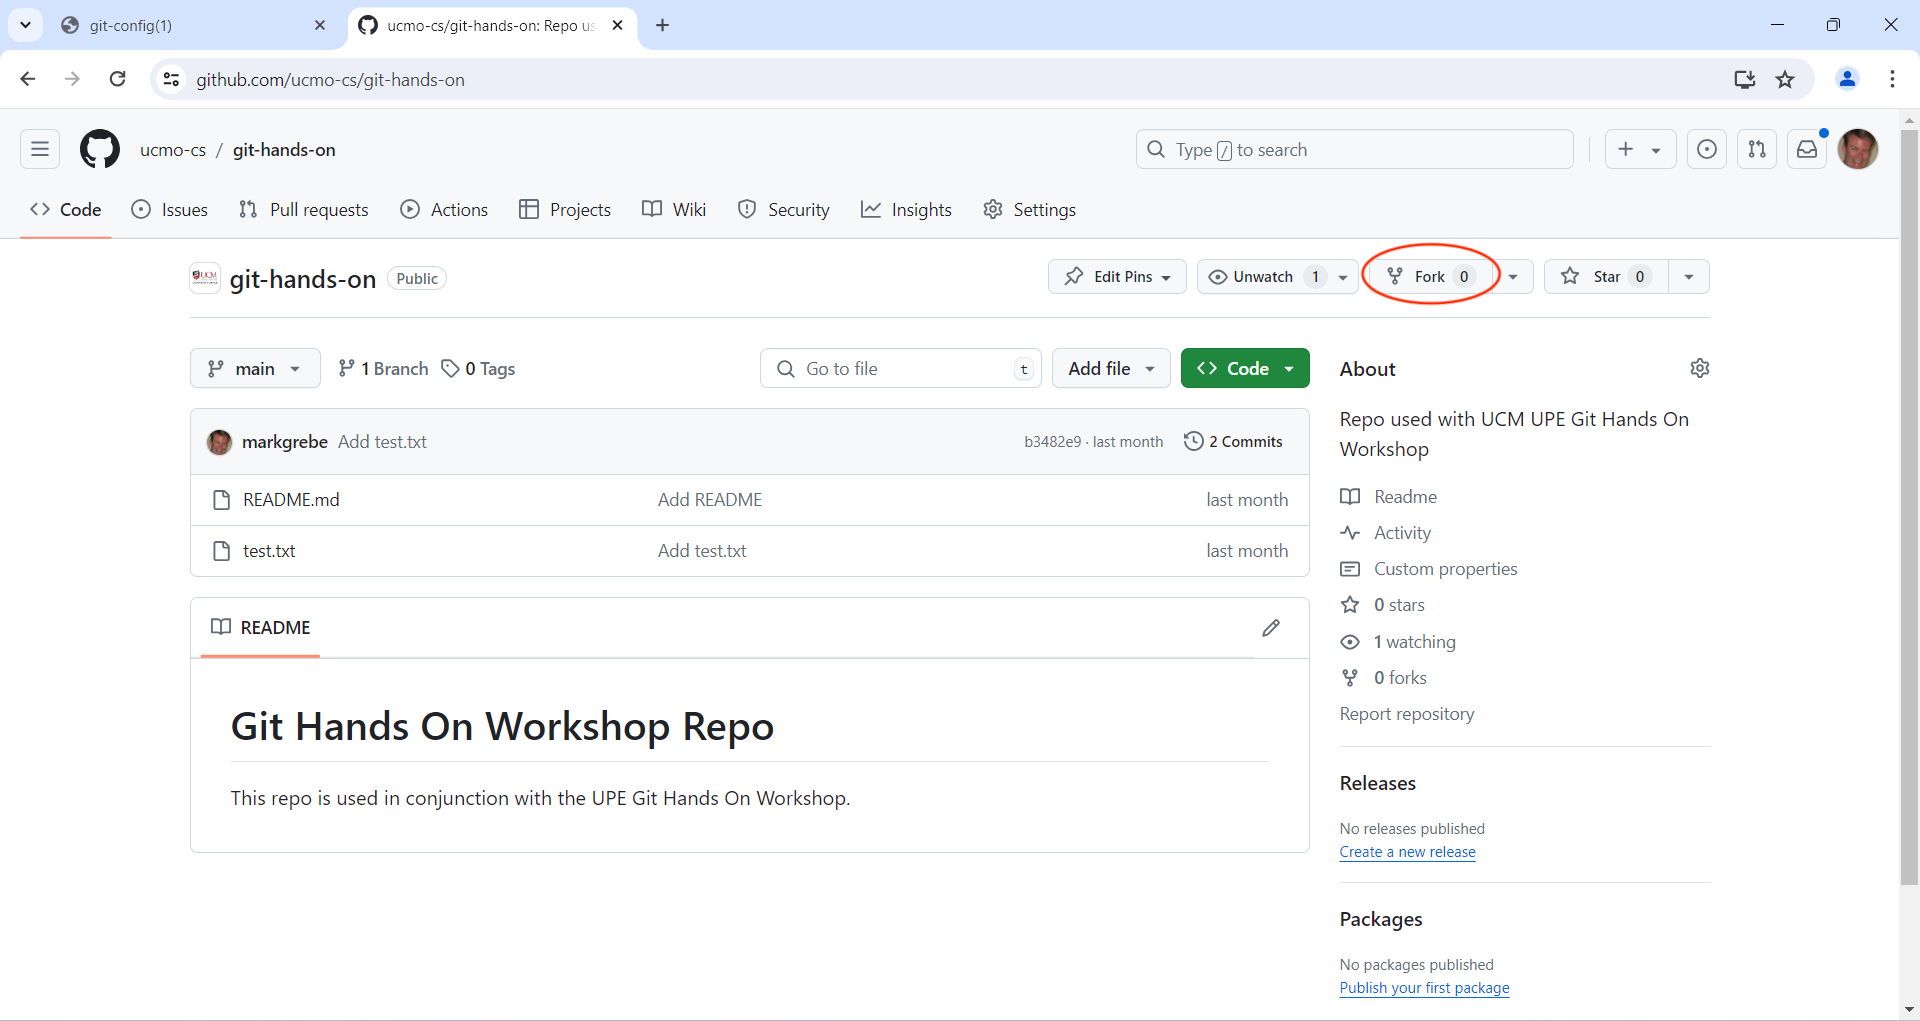 git-config(1)
ucmo-cs/git-hands-on: Repo us
github.com/ucmo-cs/git-hands-on
ucmo-cs / git-hands-on
Type / to search
Code Issues Pull requests Actions Projects Wiki Security Insights Settings
UCM
git-hands-on Public
Edit Pins Unwatch 1 Fork 0 Star 0
main 1 Branch 0 Tags
Go to file t
Add file
Code
About
Repo used with UCM UPE Git Hands On
Workshop
markgrebe Add test.txt b3482e9 · last month 2 Commits
README.md Add README last month
test.txt Add test.txt last month
Readme
Activity
Custom properties
0 stars
1 watching
0 forks
Report repository
README
Git Hands On Workshop Repo
This repo is used in conjunction with the UPE Git Hands On Workshop.
Releases
No releases published
Create a new release
Packages
No packages published
Publish your first package